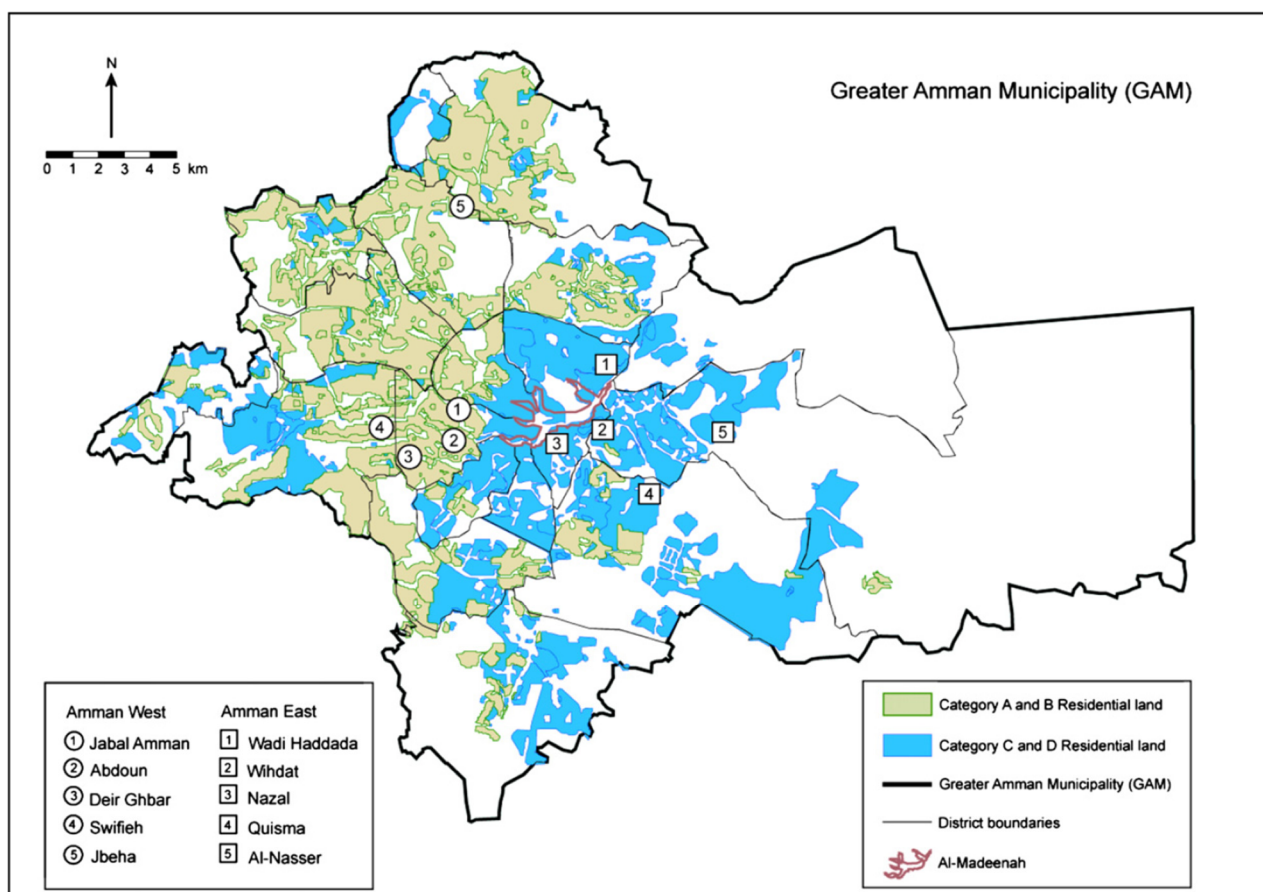 Greater Amman Municipality (GAM)
N
0 1 2 3 4 5 km
5
1
1
4
2
3
2
3
5
4
Amman West
1 Jabal Amman
2 Abdoun
3 Deir Ghbar
4 Swifieh
5 Jbeha
Amman East
1 Wadi Haddada
2 Wihdat
3 Nazal
4 Quisma
5 Al-Nasser
Category A and B Residential land
Category C and D Residential land
Greater Amman Municipality (GAM)
District boundaries
Al-Madeenah